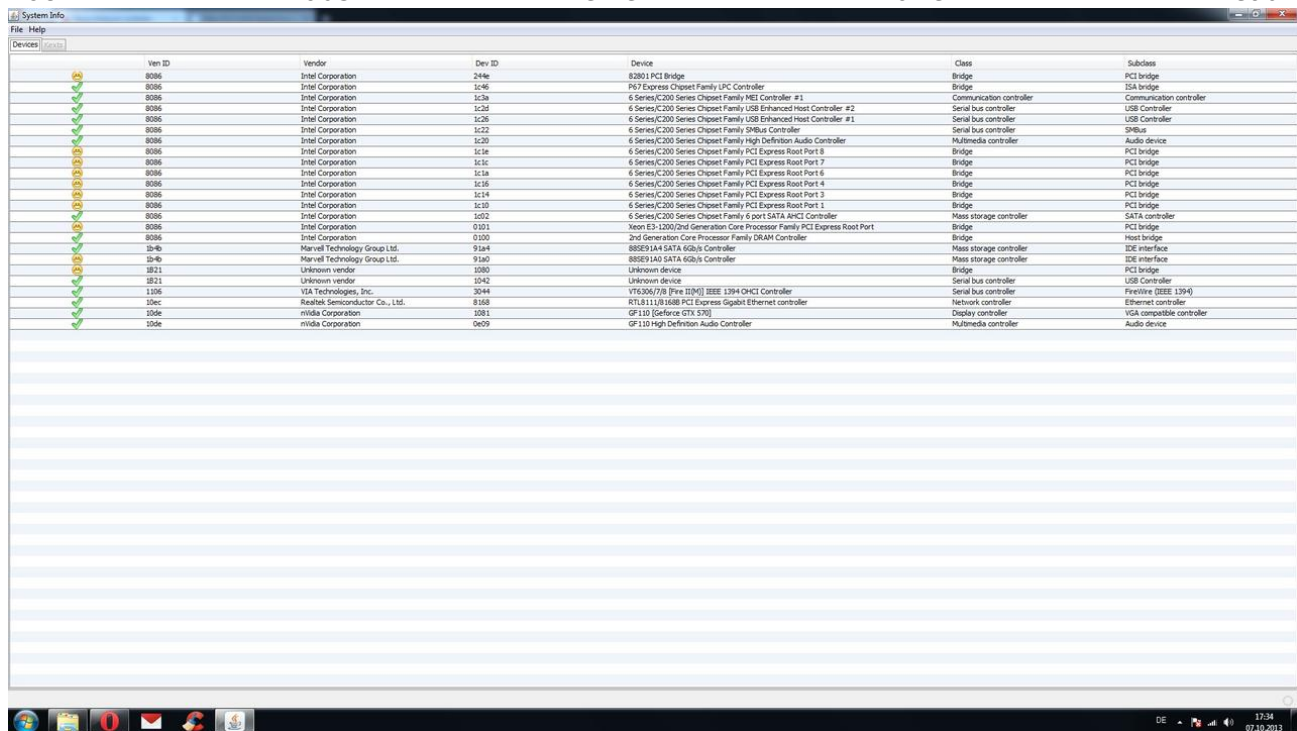 System Info
File Help
Devices
Ven ID Vendor Dev ID Device Class Subclass
8086 Intel Corporation 244e 82801 PCI Bridge Bridge PCI bridge
8086 Intel Corporation 1c46 P67 Express Chipset Family LPC Controller Bridge ISA bridge
8086 Intel Corporation 1c3a 6 Series/C200 Series Chipset Family MEI Controller #1 Communication controller Communication controller
8086 Intel Corporation 1c2d 6 Series/C200 Series Chipset Family USB Enhanced Host Controller #2 Serial bus controller USB Controller
8086 Intel Corporation 1c26 6 Series/C200 Series Chipset Family USB Enhanced Host Controller #1 Serial bus controller USB Controller
8086 Intel Corporation 1c22 6 Series/C200 Series Chipset Family SMBus Controller Serial bus controller SMBus
8086 Intel Corporation 1c20 6 Series/C200 Series Chipset Family High Definition Audio Controller Multimedia controller Audio device
8086 Intel Corporation 1c1e 6 Series/C200 Series Chipset Family PCI Express Root Port 8 Bridge PCI bridge
8086 Intel Corporation 1c1c 6 Series/C200 Series Chipset Family PCI Express Root Port 7 Bridge PCI bridge
8086 Intel Corporation 1c1a 6 Series/C200 Series Chipset Family PCI Express Root Port 6 Bridge PCI bridge
8086 Intel Corporation 1c16 6 Series/C200 Series Chipset Family PCI Express Root Port 4 Bridge PCI bridge
8086 Intel Corporation 1c14 6 Series/C200 Series Chipset Family PCI Express Root Port 3 Bridge PCI bridge
8086 Intel Corporation 1c10 6 Series/C200 Series Chipset Family PCI Express Root Port 1 Bridge PCI bridge
8086 Intel Corporation 1c02 6 Series/C200 Series Chipset Family 6 port SATA AHCI Controller Mass storage controller SATA controller
8086 Intel Corporation 0101 Xeon E3-1200/2nd Generation Core Processor Family PCI Express Root Port Bridge PCI bridge
8086 Intel Corporation 0100 2nd Generation Core Processor Family DRAM Controller Bridge Host bridge
1b4b Marvell Technology Group Ltd. 91a4 88SE91A4 SATA 6Gb/s Controller Mass storage controller IDE interface
1b4b Marvell Technology Group Ltd. 91a0 88SE91A0 SATA 6Gb/s Controller Mass storage controller IDE interface
1B21 Unknown vendor 1080 Unknown device Bridge PCI bridge
1B21 Unknown vendor 1042 Unknown device Serial bus controller USB Controller
1106 VIA Technologies, Inc. 3044 VT6306/7/8 [Fire II(M)] IEEE 1394 OHCI Controller Serial bus controller FireWire (IEEE 1394)
10ec Realtek Semiconductor Co., Ltd. 8168 RTL8111/8168B PCI Express Gigabit Ethernet controller Network controller Ethernet controller
10de nVidia Corporation 1081 GF110 [Geforce GTX 570] Display controller VGA compatible controller
10de nVidia Corporation 0e09 GF110 High Definition Audio Controller Multimedia controller Audio device
DE 17:34
07.10.2013